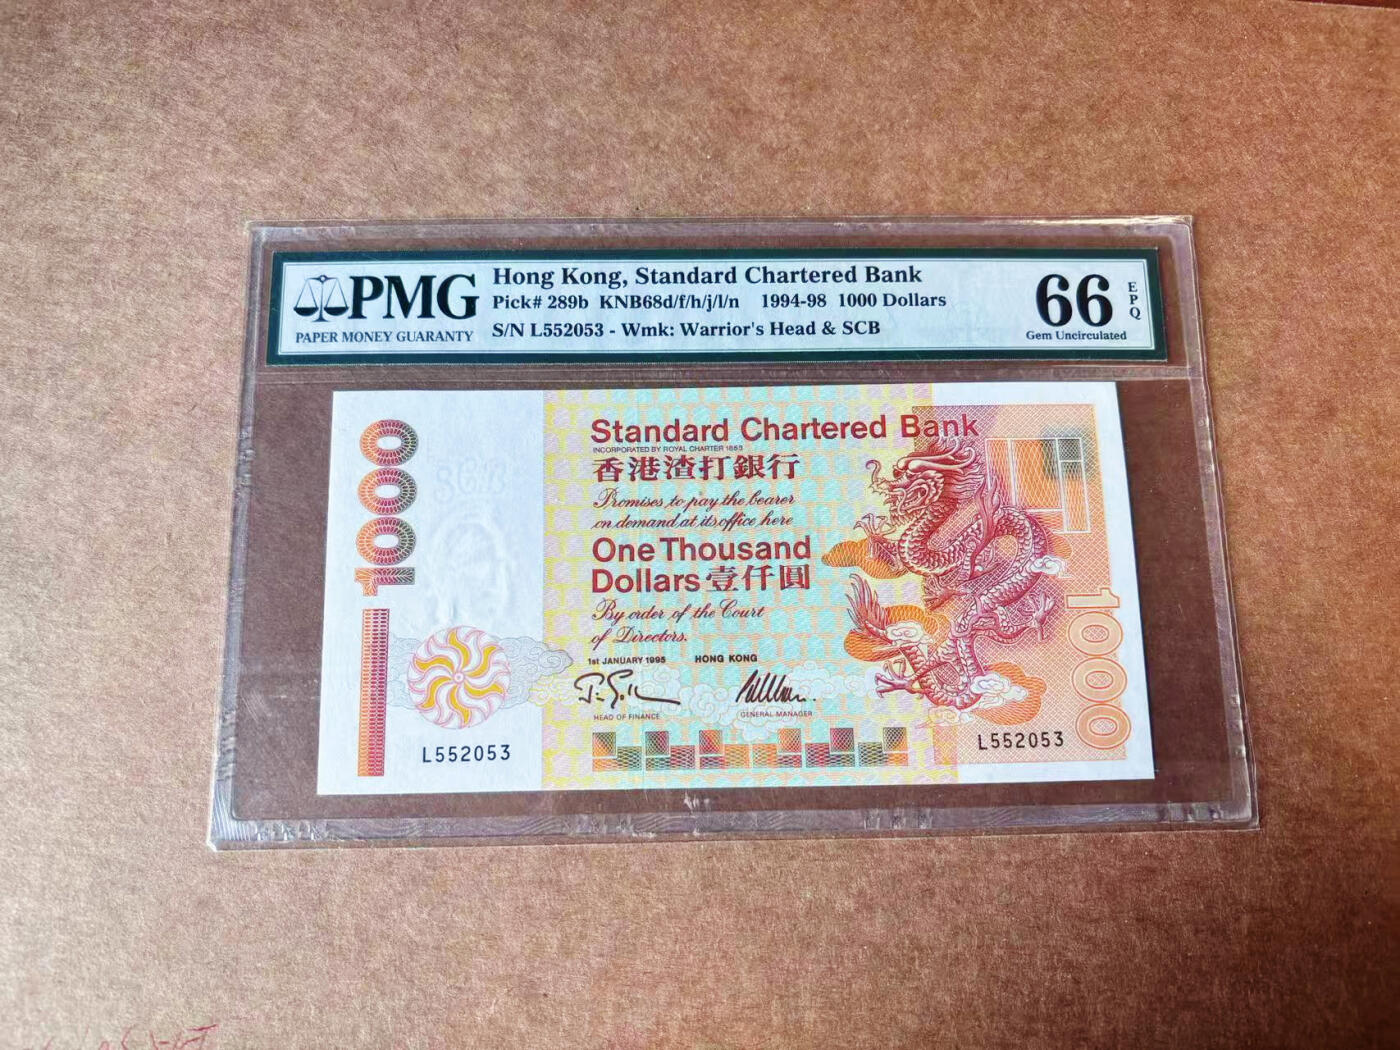 PMG
PAPER MONEY GUARANTY
Hong Kong, Standard Chartered Bank
Pick# 289b KNB68d/f/h/j/l/n 1994-98 1000 Dollars
S/N L552053 - Wmk: Warrior's Head & SCB
66
EPQ
Gem Uncirculated
1000
Standard Chartered Bank
INCORPORATED BY ROYAL CHARTER 1853
香港渣打銀行
Promises to pay the bearer
on demand at its office here
One Thousand
Dollars 壹仟圓
By order of the Court
of Directors.
1st JANUARY 1995 HONG KONG
HEAD OF FINANCE GENERAL MANAGER
L552053
L552053
1000